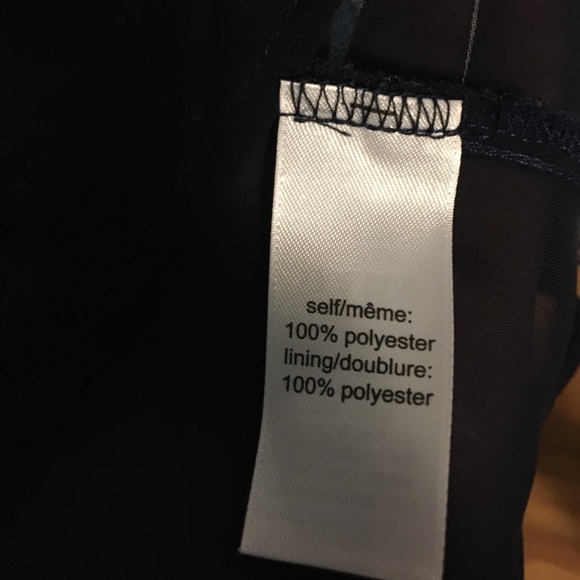 self/même:
100% polyester
lining/doublure:
100% polyester